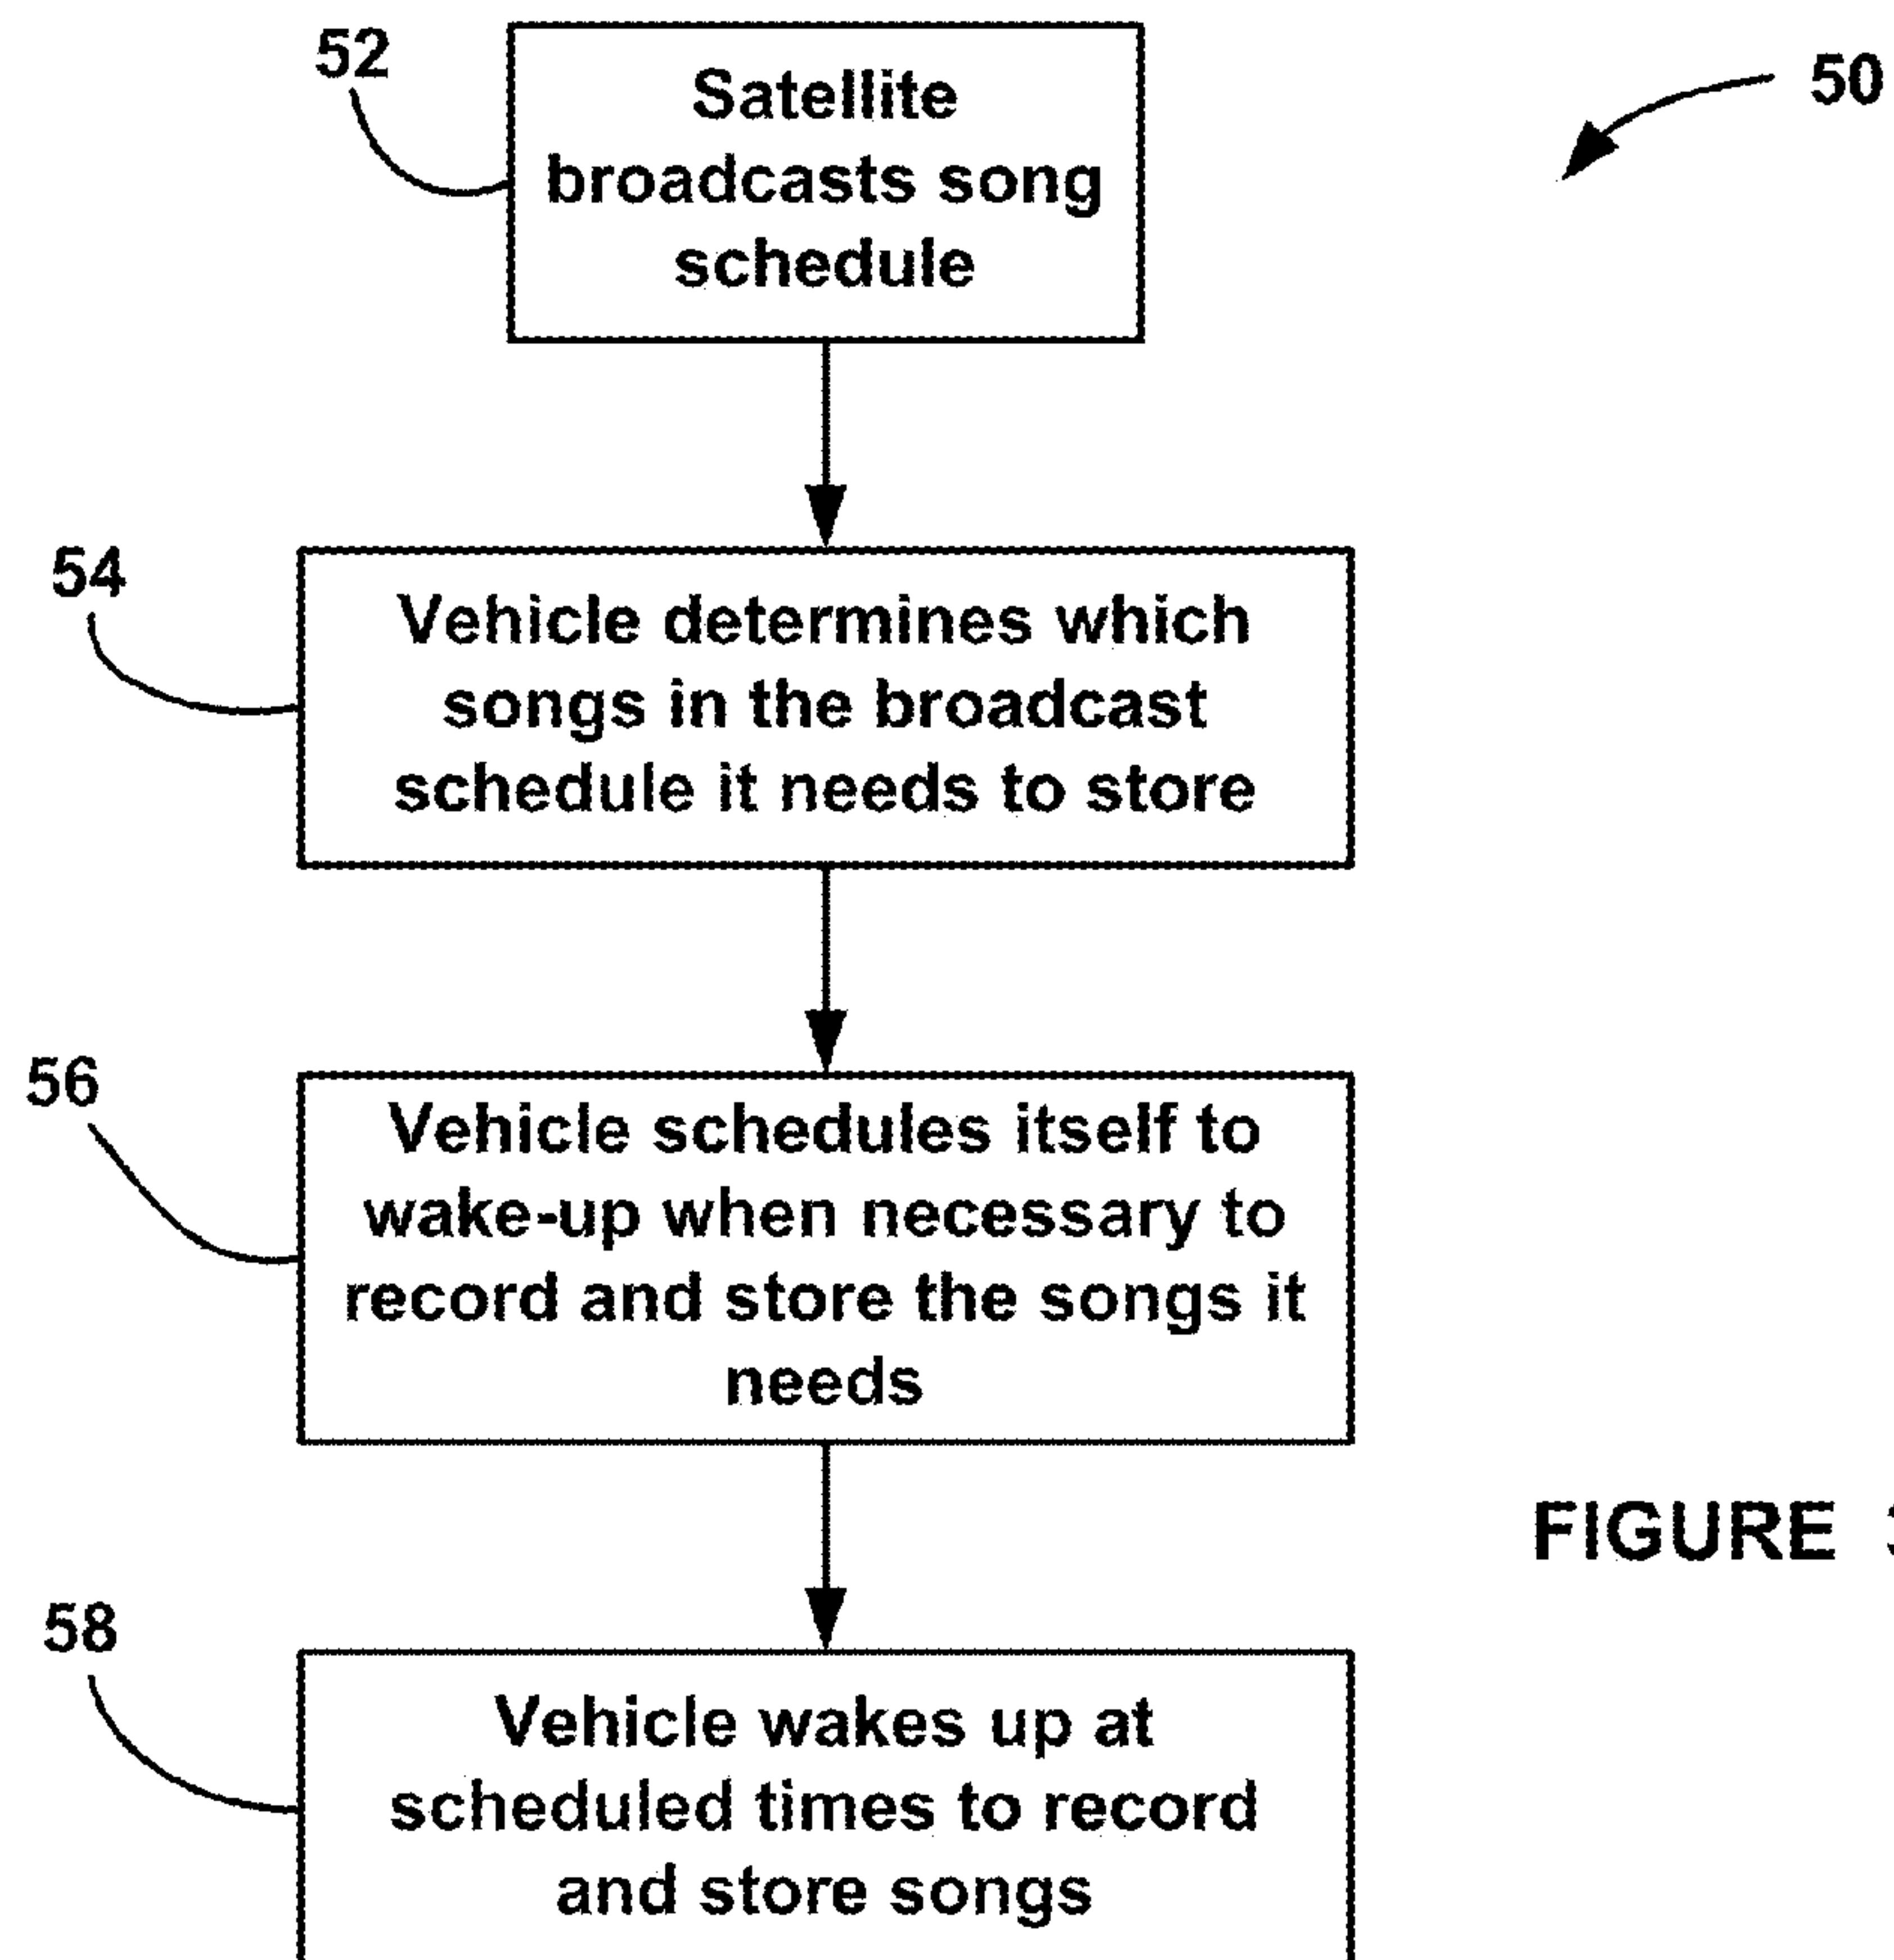 52
Satellite
broadcasts song
schedule
50
54
Vehicle determines which
songs in the broadcast
schedule it needs to store
56
Vehicle schedules itself to
wake-up when necessary to
record and store the songs it
needs
FIGURE
58
Vehicle wakes up at
scheduled times to record
and store songs